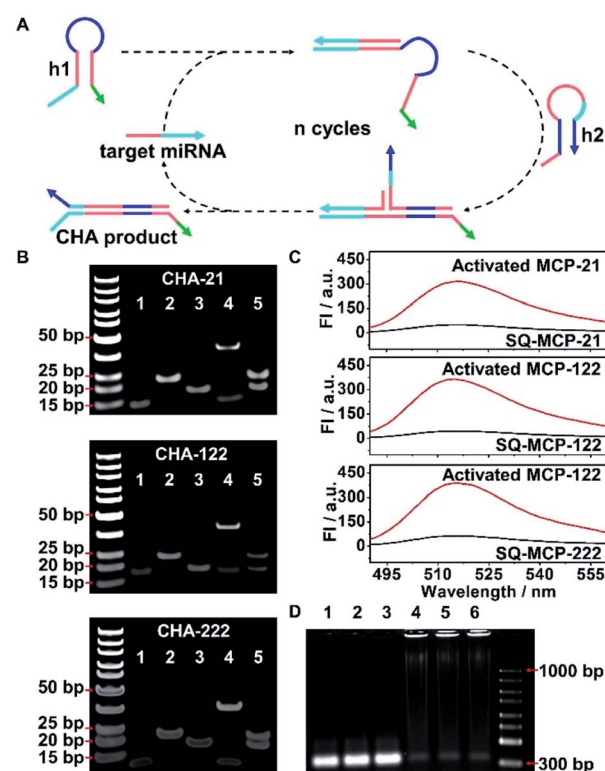 A
h1
target miRNA
n cycles
h2
CHA product
B
CHA-21
1 2 3 4 5
50 bp
25 bp
20 bp
15 bp
CHA-122
1 2 3 4 5
50 bp
25 bp
20 bp
15 bp
CHA-222
1 2 3 4 5
50 bp
25 bp
20 bp
15 bp
C
FI / a.u.
450
300
150
0
Activated MCP-21
SQ-MCP-21
FI / a.u.
450
300
150
0
Activated MCP-122
SQ-MCP-122
FI / a.u.
450
300
150
0
Activated MCP-122
SQ-MCP-222
495 510 525 540 555
Wavelength / nm
D
1 2 3 4 5 6
1000 bp
300 bp